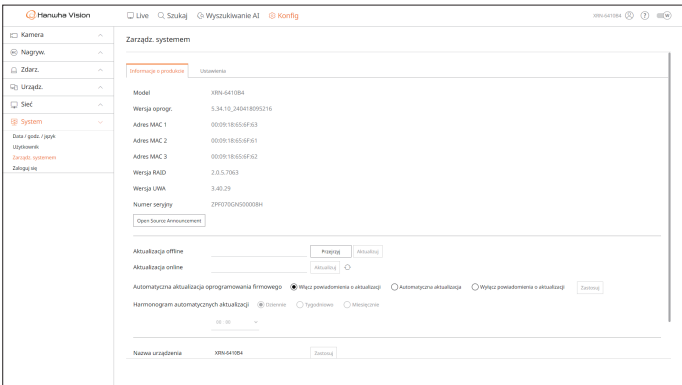 Hanwha Vision
Live Szukaj Wyszukiwanie AI Konfig
XRN-6410B4
Kamera
Nagryw.
Zdarz.
Urządz.
Sieć
System
Data / godz. / język
Użytkownik
Zarządz. systemem
Zaloguj się
Zarządz. systemem
Informacje o produkcie Ustawienia
Model XRN-6410B4
Wersja oprogr. 5.34.10_240418095216
Adres MAC 1 00:09:18:65:6F:63
Adres MAC 2 00:09:18:65:6F:61
Adres MAC 3 00:09:18:65:6F:62
Wersja RAID 2.0.5.7063
Wersja UWA 3.40.29
Numer seryjny ZPF070GN500008H
Open Source Announcement
Aktualizacja offline Przejrzyj Aktualizuj
Aktualizacja online Aktualizuj
Automatyczna aktualizacja oprogramowania firmowego Włącz powiadomienia o aktualizacji Automatyczna aktualizacja Wyłącz powiadomienia o aktualizacji Zastosuj
Harmonogram automatycznych aktualizacji Dziennie Tygodniowo Miesięcznie
00 : 00
Nazwa urządzenia XRN-6410B4 Zastosuj